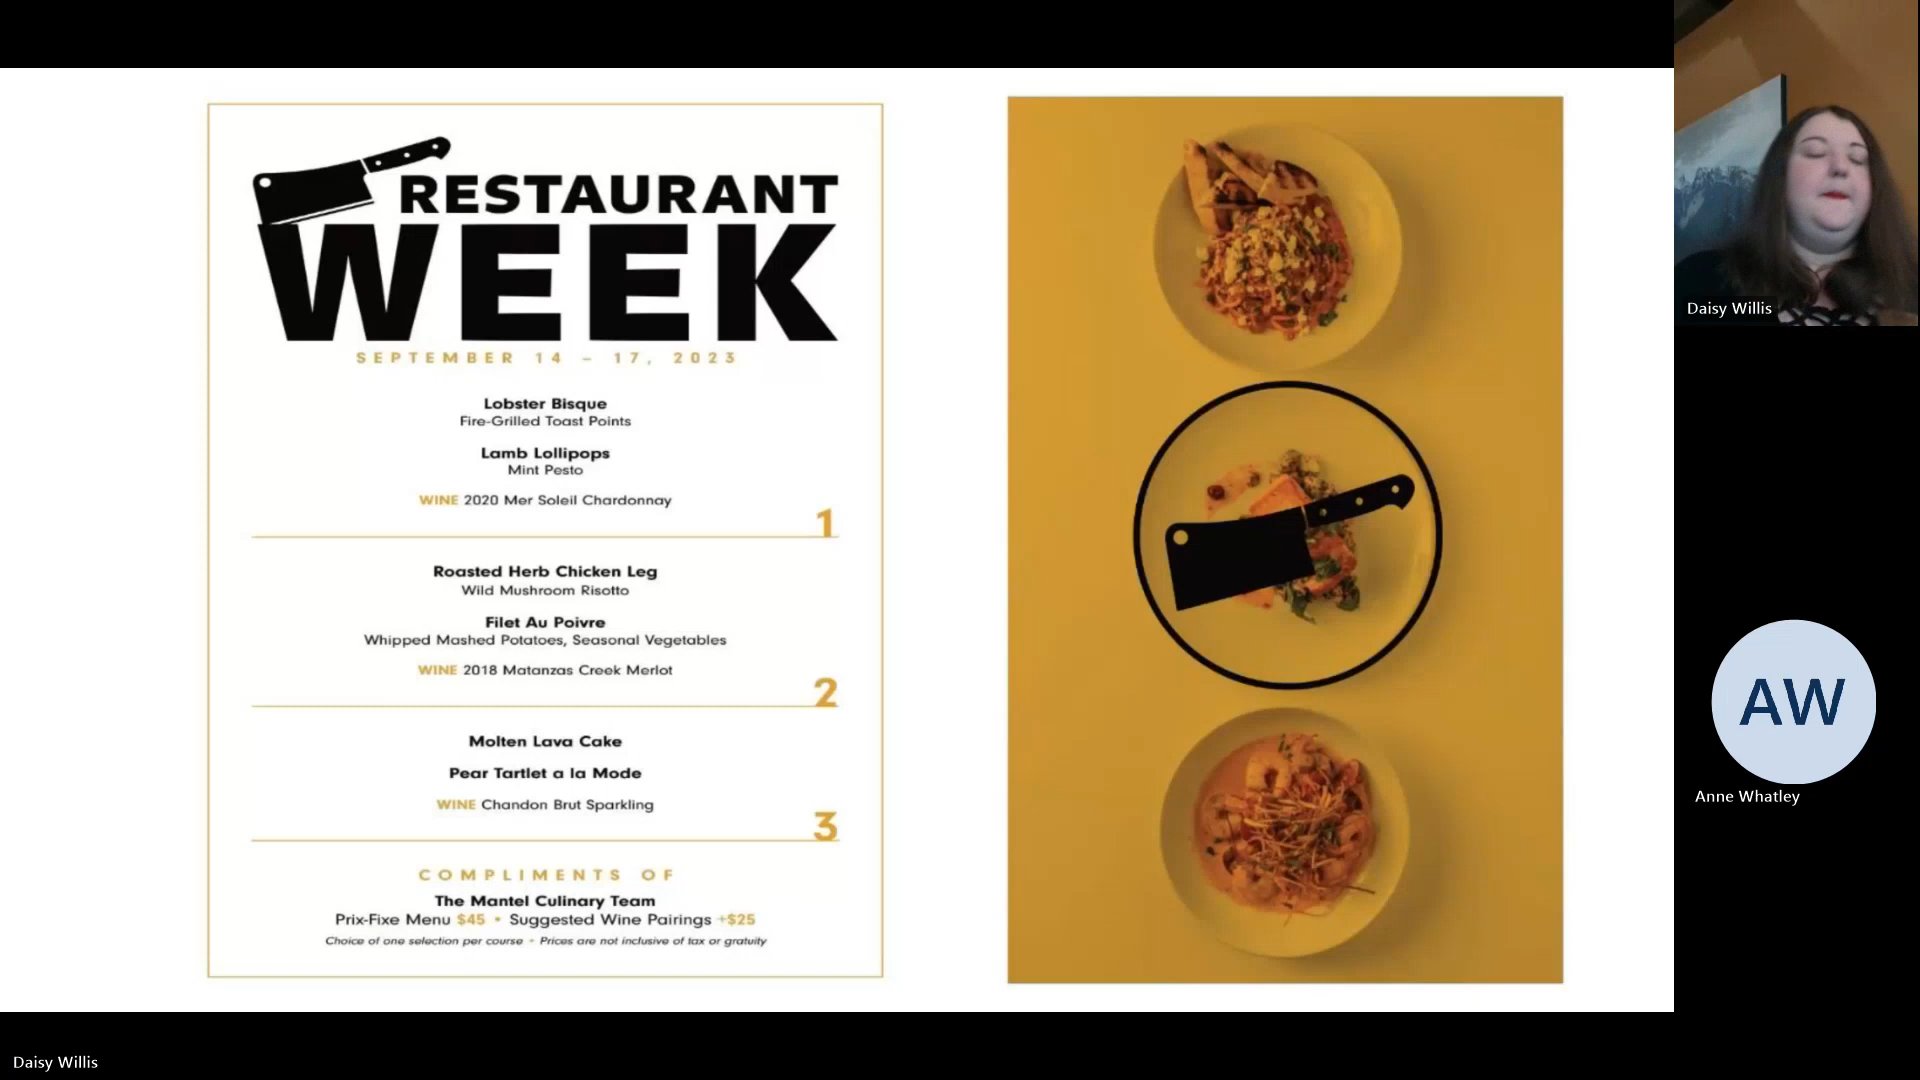 RESTAURANT
WEEK
SEPTEMBER 14 – 17, 2023
Lobster Bisque
Fire-Grilled Toast Points
Lamb Lollipops
Mint Pesto
WINE 2020 Mer Soleil Chardonnay
1
Roasted Herb Chicken Leg
Wild Mushroom Risotto
Filet Au Poivre
Whipped Mashed Potatoes, Seasonal Vegetables
WINE 2018 Matanzas Creek Merlot
2
Molten Lava Cake
Pear Tartlet a la Mode
WINE Chandon Brut Sparkling
3
COMPLIMENTS OF
The Mantel Culinary Team
Prix-Fixe Menu $45 • Suggested Wine Pairings +$25
Choice of one selection per course • Prices are not inclusive of tax or gratuity
Daisy Willis
AW
Anne Whatley
Daisy Willis